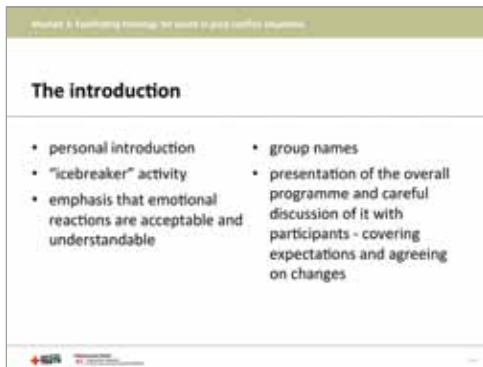 The introduction
• personal introduction
• “icebreaker” activity
• emphasis that emotional
reactions are acceptable and
understandable
• group names
• presentation of the overall
programme and careful
discussion of it with
participants - covering
expectations and agreeing
on changes